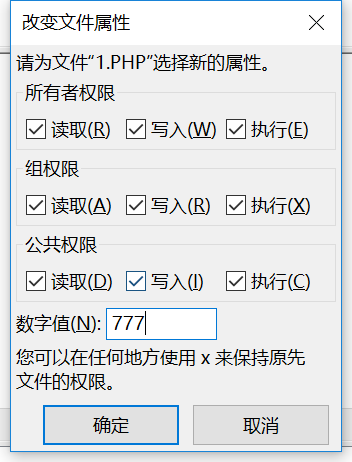 改变文件属性
请为文件“1.PHP”选择新的属性。
所有者权限
读取(R) 写入(W) 执行(E)
组权限
读取(A) 写入(R) 执行(X)
公共权限
读取(D) 写入(I) 执行(C)
数字值(N): 777
您可以在任何地方使用 x 来保持原先
文件的权限。
确定 取消